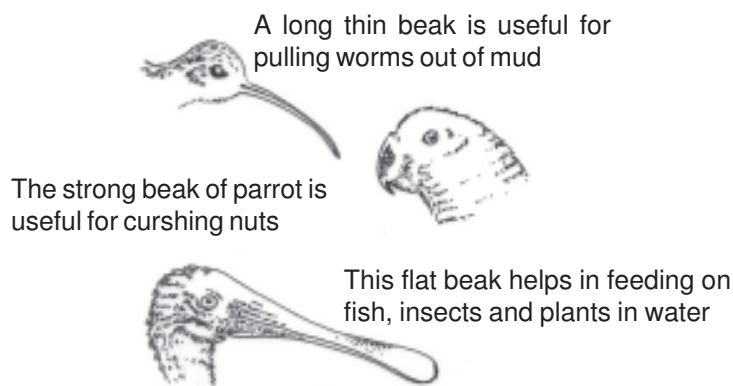 A long thin beak is useful for
pulling worms out of mud
The strong beak of parrot is
useful for curshing nuts
This flat beak helps in feeding on
fish, insects and plants in water